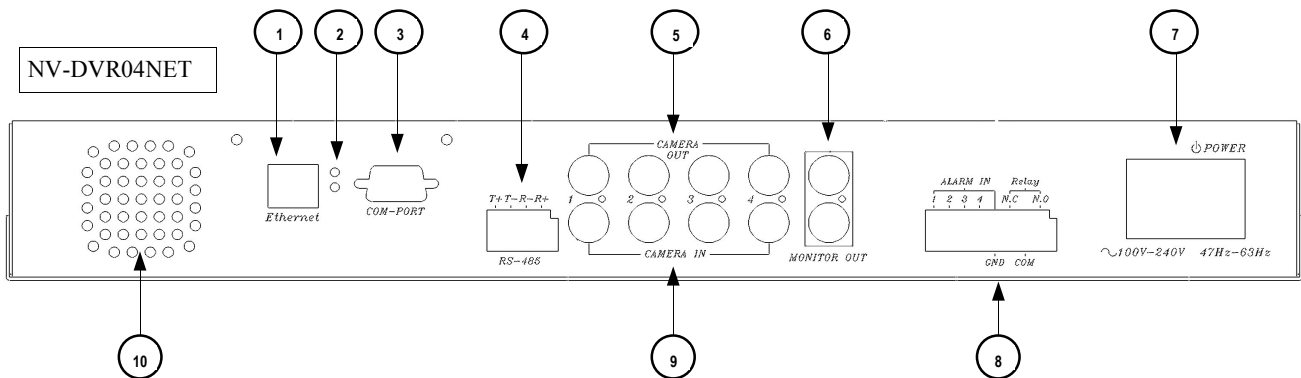 1 2 3 4 5 6 7
NV-DVR04NET
CAMERA
OUT
POWER
ALARM IN Relay
1 2 3 4 N.C N.O
T+T-R-R+
1 2 3 4
Ethernet
COM-PORT
RS-485
CAMERA IN
MONITOR OUT
~100V-240V 47Hz-63Hz
GND COM
10 9 8